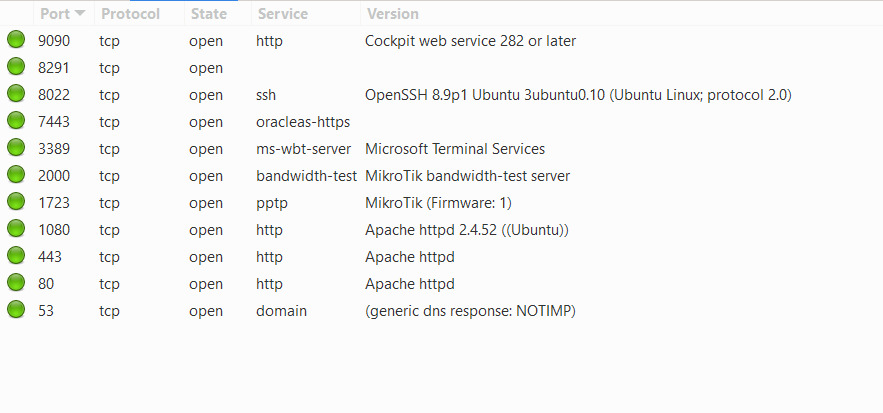 Port Protocol State Service Version
9090 tcp open http Cockpit web service 282 or later
8291 tcp open
8022 tcp open ssh OpenSSH 8.9p1 Ubuntu 3ubuntu0.10 (Ubuntu Linux; protocol 2.0)
7443 tcp open oracleas-https
3389 tcp open ms-wbt-server Microsoft Terminal Services
2000 tcp open bandwidth-test MikroTik bandwidth-test server
1723 tcp open pptp MikroTik (Firmware: 1)
1080 tcp open http Apache httpd 2.4.52 ((Ubuntu))
443 tcp open http Apache httpd
80 tcp open http Apache httpd
53 tcp open domain (generic dns response: NOTIMP)